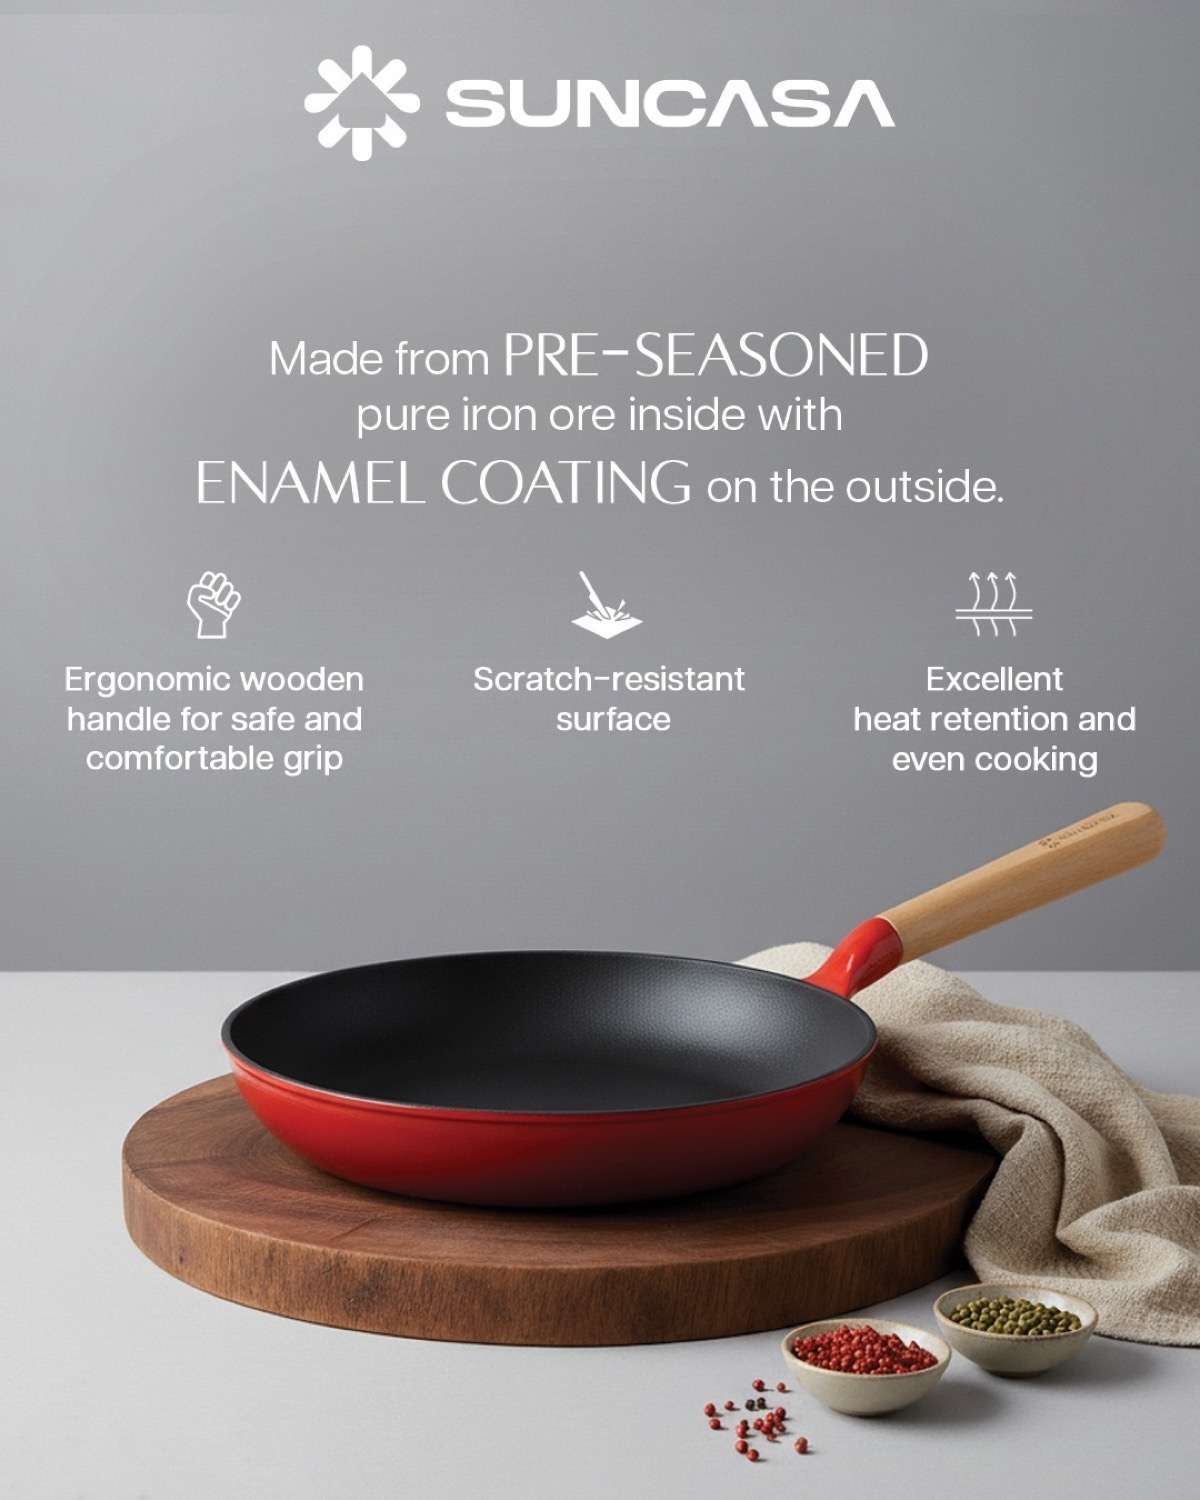 SUNCASA
Made from PRE-SEASONED
pure iron ore inside with
ENAMEL COATING on the outside.
Ergonomic wooden
handle for safe and
comfortable grip
Scratch-resistant
surface
Excellent
heat retention and
even cooking